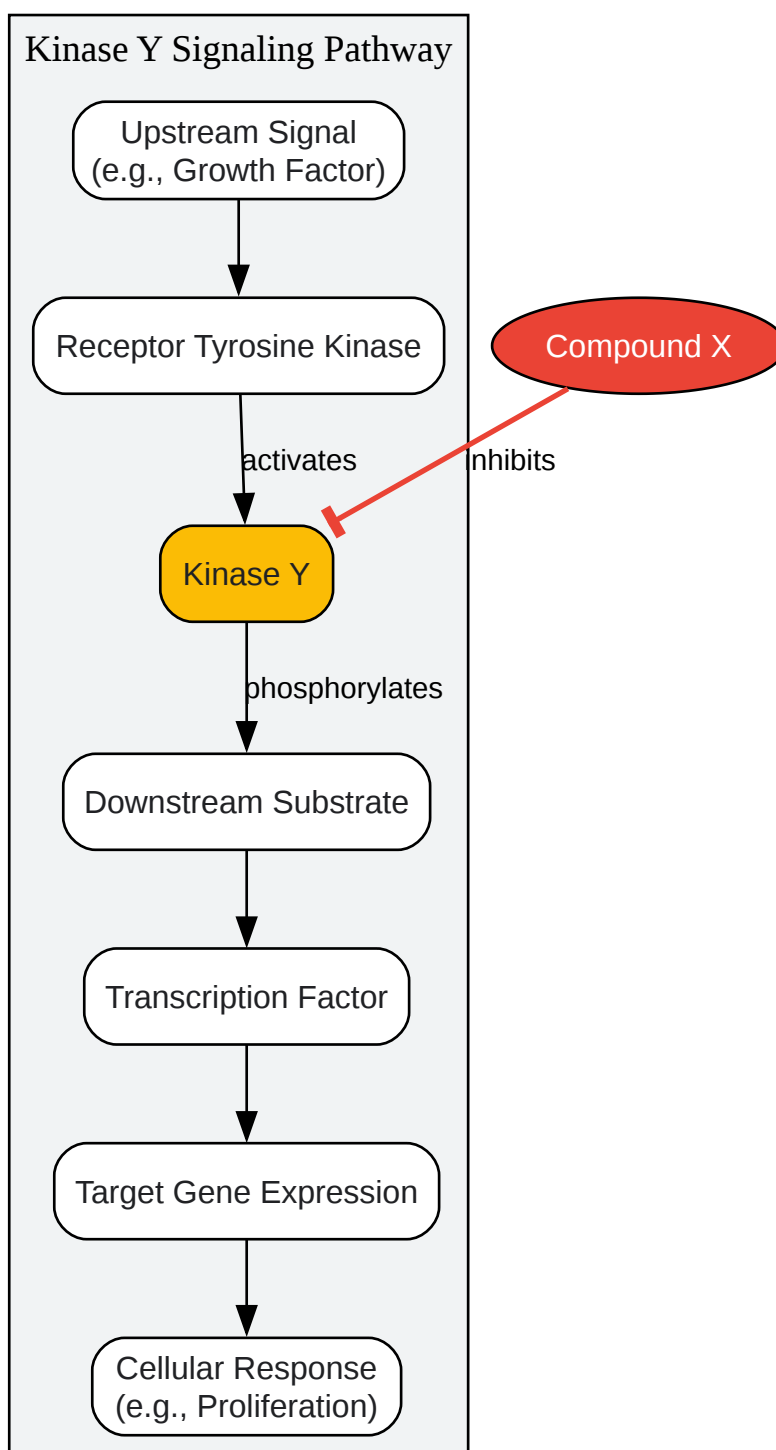 Kinase Y Signaling Pathway
Upstream Signal
(e.g., Growth Factor)
Receptor Tyrosine Kinase
Compound X
activates
inhibits
Kinase Y
phosphorylates
Downstream Substrate
Transcription Factor
Target Gene Expression
Cellular Response
(e.g., Proliferation)